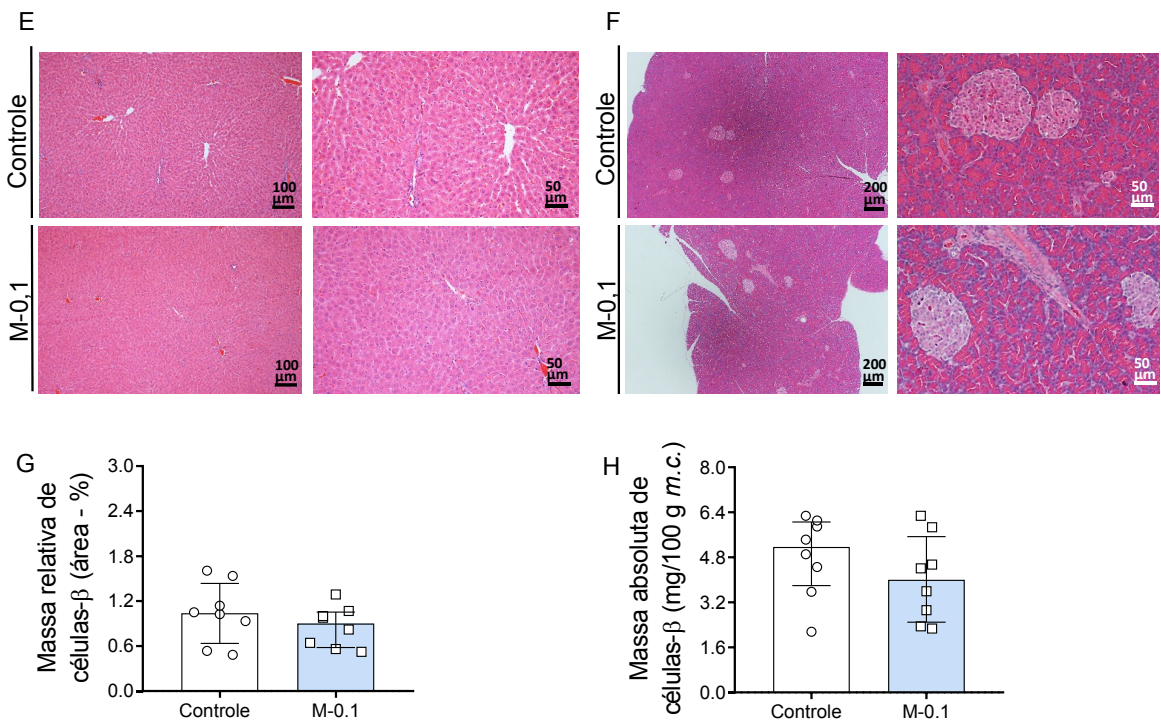 E
F
Controle
100
µm
50
µm
Controle
200
µm
50
µm
M-0,1
100
µm
50
µm
M-0,1
200
µm
50
µm
G
Massa relativa de
células-β (área - %)
3.0
2.4
1.8
1.2
0.6
0.0
Controle
M-0.1
H
Massa absoluta de
células-β (mg/100 g m.c.)
8.0
6.4
4.8
3.2
1.6
0.0
Controle
M-0.1